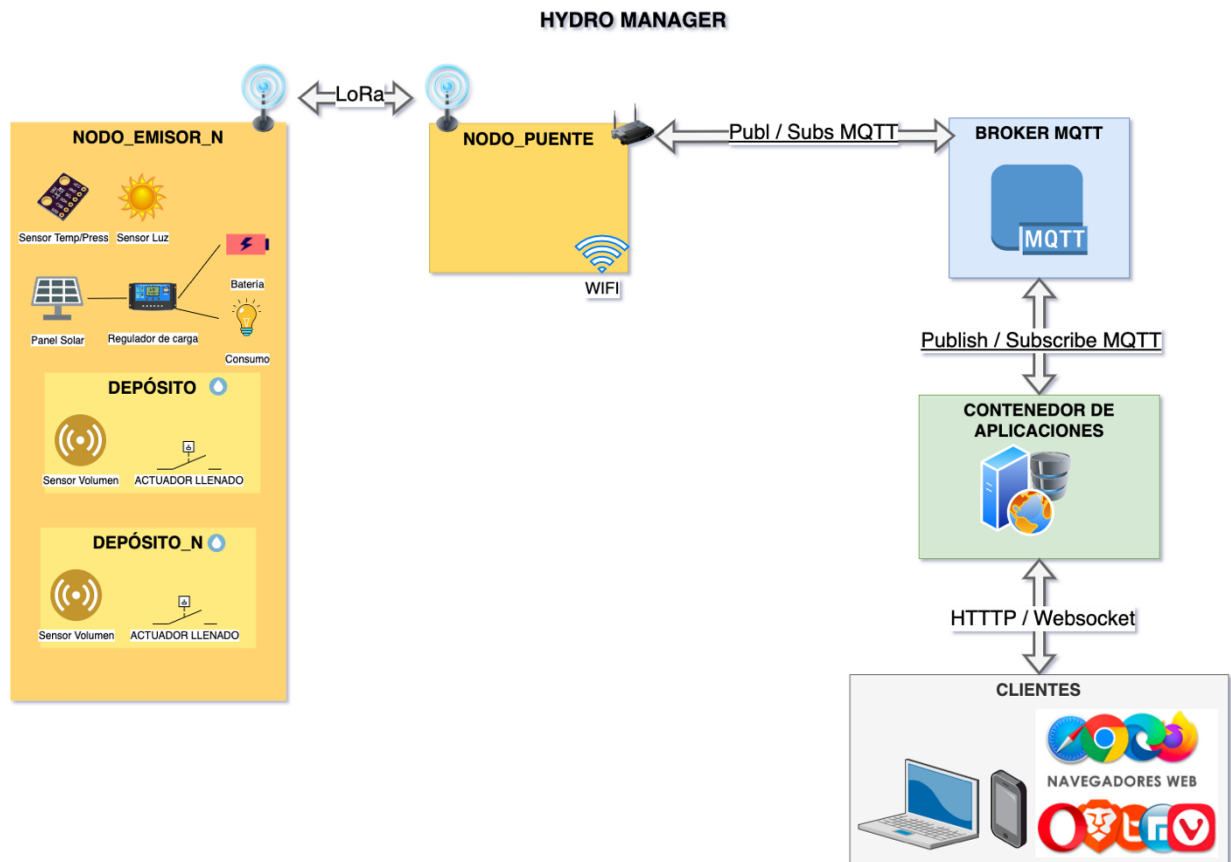 HYDRO MANAGER
LoRa
NODO_EMISOR_N
NODO_PUENTE
Publ / Subs MQTT
BROKER MQTT
MQTT
Sensor Temp/Press
Sensor Luz
Batería
WIFI
Panel Solar
Regulador de carga
Consumo
Publish / Subscribe MQTT
DEPÓSITO
Sensor Volumen
ACTUADOR LLENADO
CONTENEDOR DE
APLICACIONES
DEPÓSITO_N
Sensor Volumen
ACTUADOR LLENADO
HTTTP / Websocket
CLIENTES
NAVEGADORES WEB